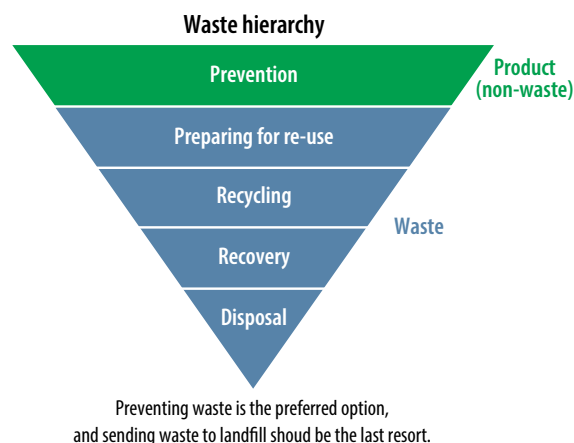 Waste hierarchy
Prevention
Product
(non-waste)
Preparing for re-use
Recycling
Waste
Recovery
Disposal
Preventing waste is the preferred option,
and sending waste to landfill shoud be the last resort.